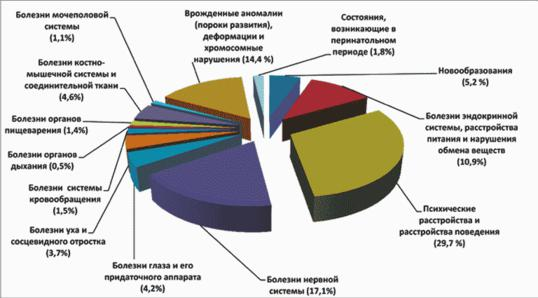 Болезни мочеполовой
системы
(1,1%)
Врожденные аномалии
(пороки развития),
деформации и
хромосомные
нарушения (14,4 %)
Состояния,
возникающие в
перинатольном
периоде (1,8%)
Новообразования
(5,2 %)
Болезни эндокринной
системы, расстройства
питания и нарушения
обмена веществ
(10,9%)
Психические
расстройства и
расстройства поведения
(29,7 %)
Болезни нервной
системы (17,1%)
Болезни глаза и его
придаточного аппарата
(4,2%)
Болезни уха и
сосцевидного отростка
(3,7%)
Болезни системы
кровообращения
(1,5%)
Болезни органов
дыхания (0,5%)
Болезни органов
пищеварения (1,4%)
Болезни костно-
мышечной системы и
соединительной ткани
(4,6%)